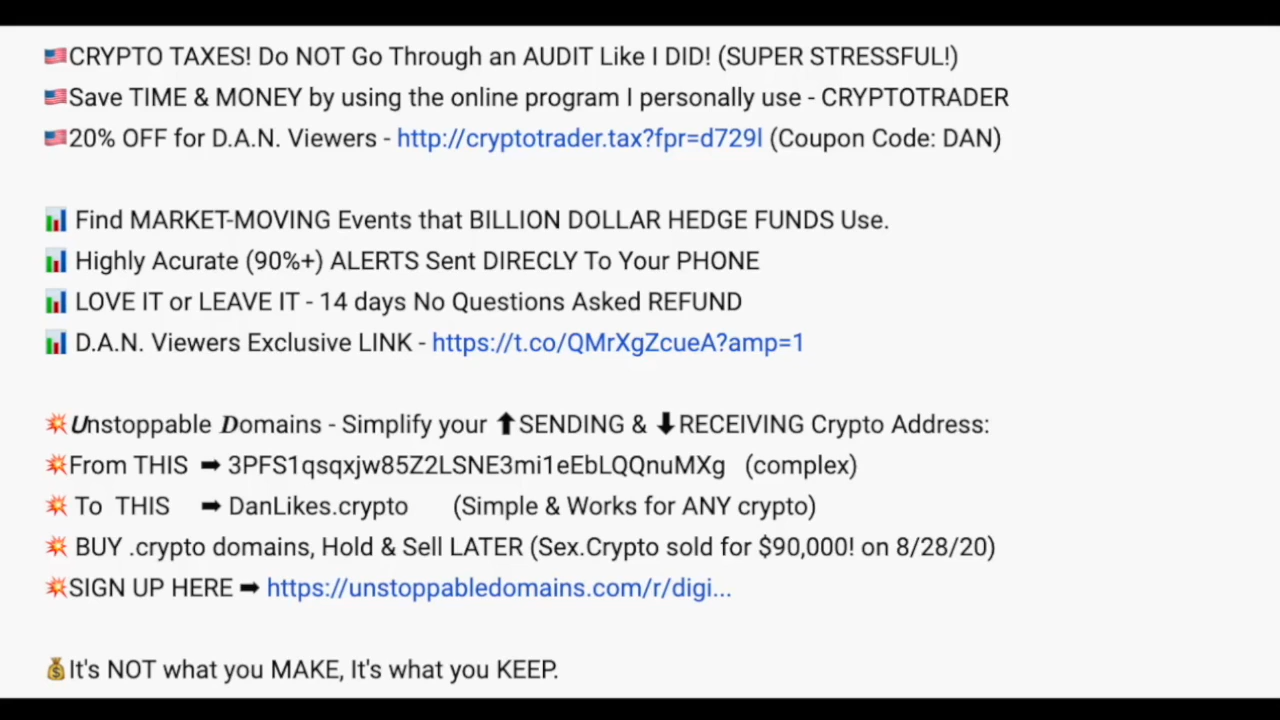 🇺🇸CRYPTO TAXES! Do NOT Go Through an AUDIT Like I DID! (SUPER STRESSFUL!)
🇺🇸Save TIME & MONEY by using the online program I personally use - CRYPTOTRADER
🇺🇸20% OFF for D.A.N. Viewers - http://cryptotrader.tax?fpr=d729l (Coupon Code: DAN)
📊 Find MARKET-MOVING Events that BILLION DOLLAR HEDGE FUNDS Use.
📊 Highly Acurate (90%+) ALERTS Sent DIRECLY To Your PHONE
📊 LOVE IT or LEAVE IT - 14 days No Questions Asked REFUND
📊 D.A.N. Viewers Exclusive LINK - https://t.co/QMrXgZcueA?amp=1
💥𝑼nstoppable 𝑫omains - Simplify your ⬆SENDING & ⬇RECEIVING Crypto Address:
💥From THIS ➡ 3PFS1qsqxjw85Z2LSNE3mi1eEbLQQnuMXg (complex)
💥 To THIS ➡ DanLikes.crypto (Simple & Works for ANY crypto)
💥 BUY .crypto domains, Hold & Sell LATER (Sex.Crypto sold for $90,000! on 8/28/20)
💥SIGN UP HERE ➡ https://unstoppabledomains.com/r/digi...
💰It's NOT what you MAKE, It's what you KEEP.